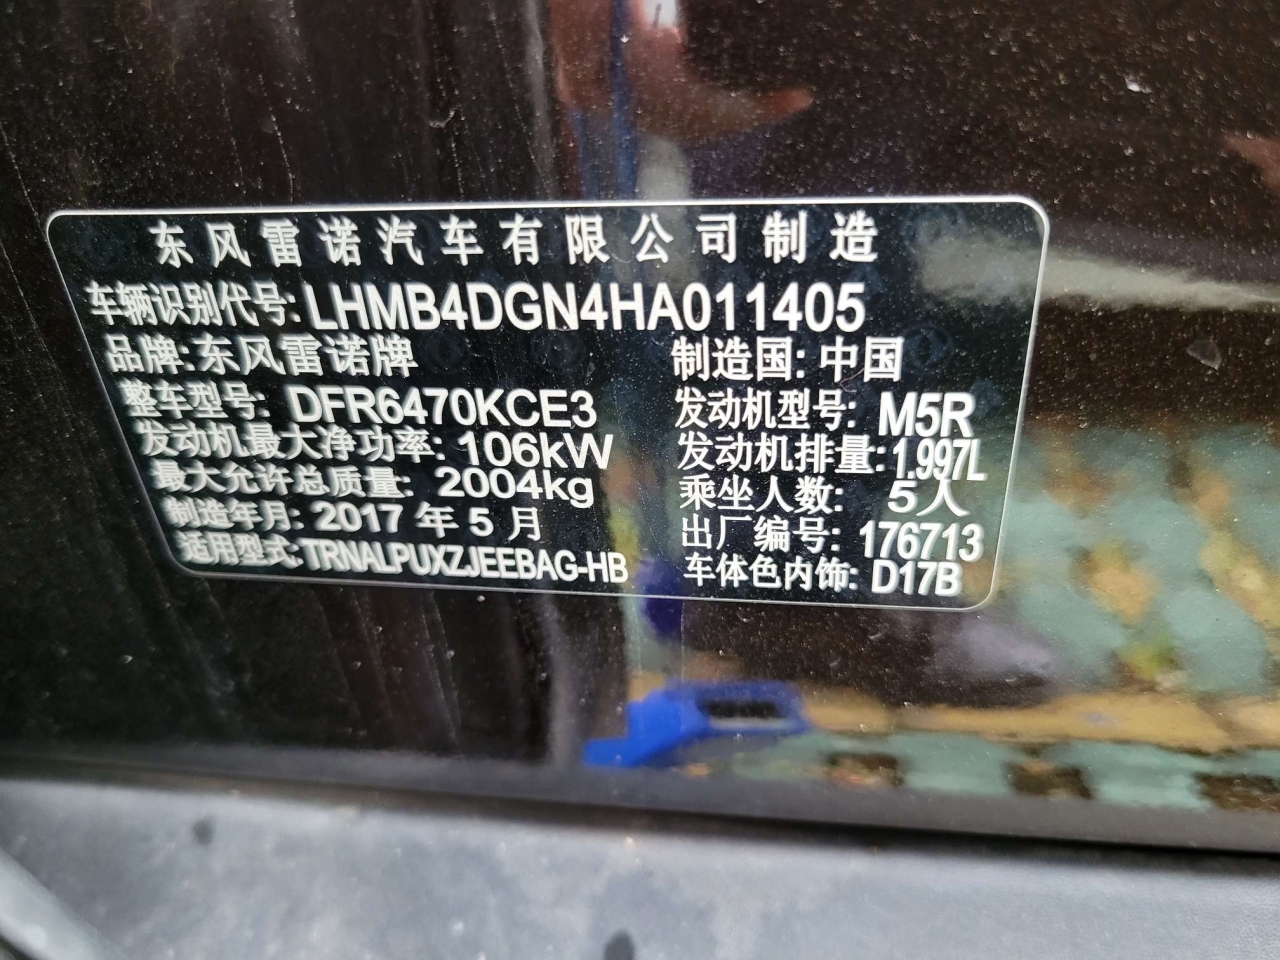 东风雷诺汽车有限公司制造
车辆识别代号:LHMB4DGN4HA011405
品牌:东风雷诺牌 制造国:中国
整车型号: DFR6470KCE3 发动机型号: M5R
发动机最大净功率: 106kW 发动机排量:1.997L
最大允许总质量: 2004kg 乘坐人数: 5人
制造年月: 2017 年 5 月 出厂编号: 176713
适用型式:TRNALPUXZJEEBAG-HB 车体色内饰: D17B